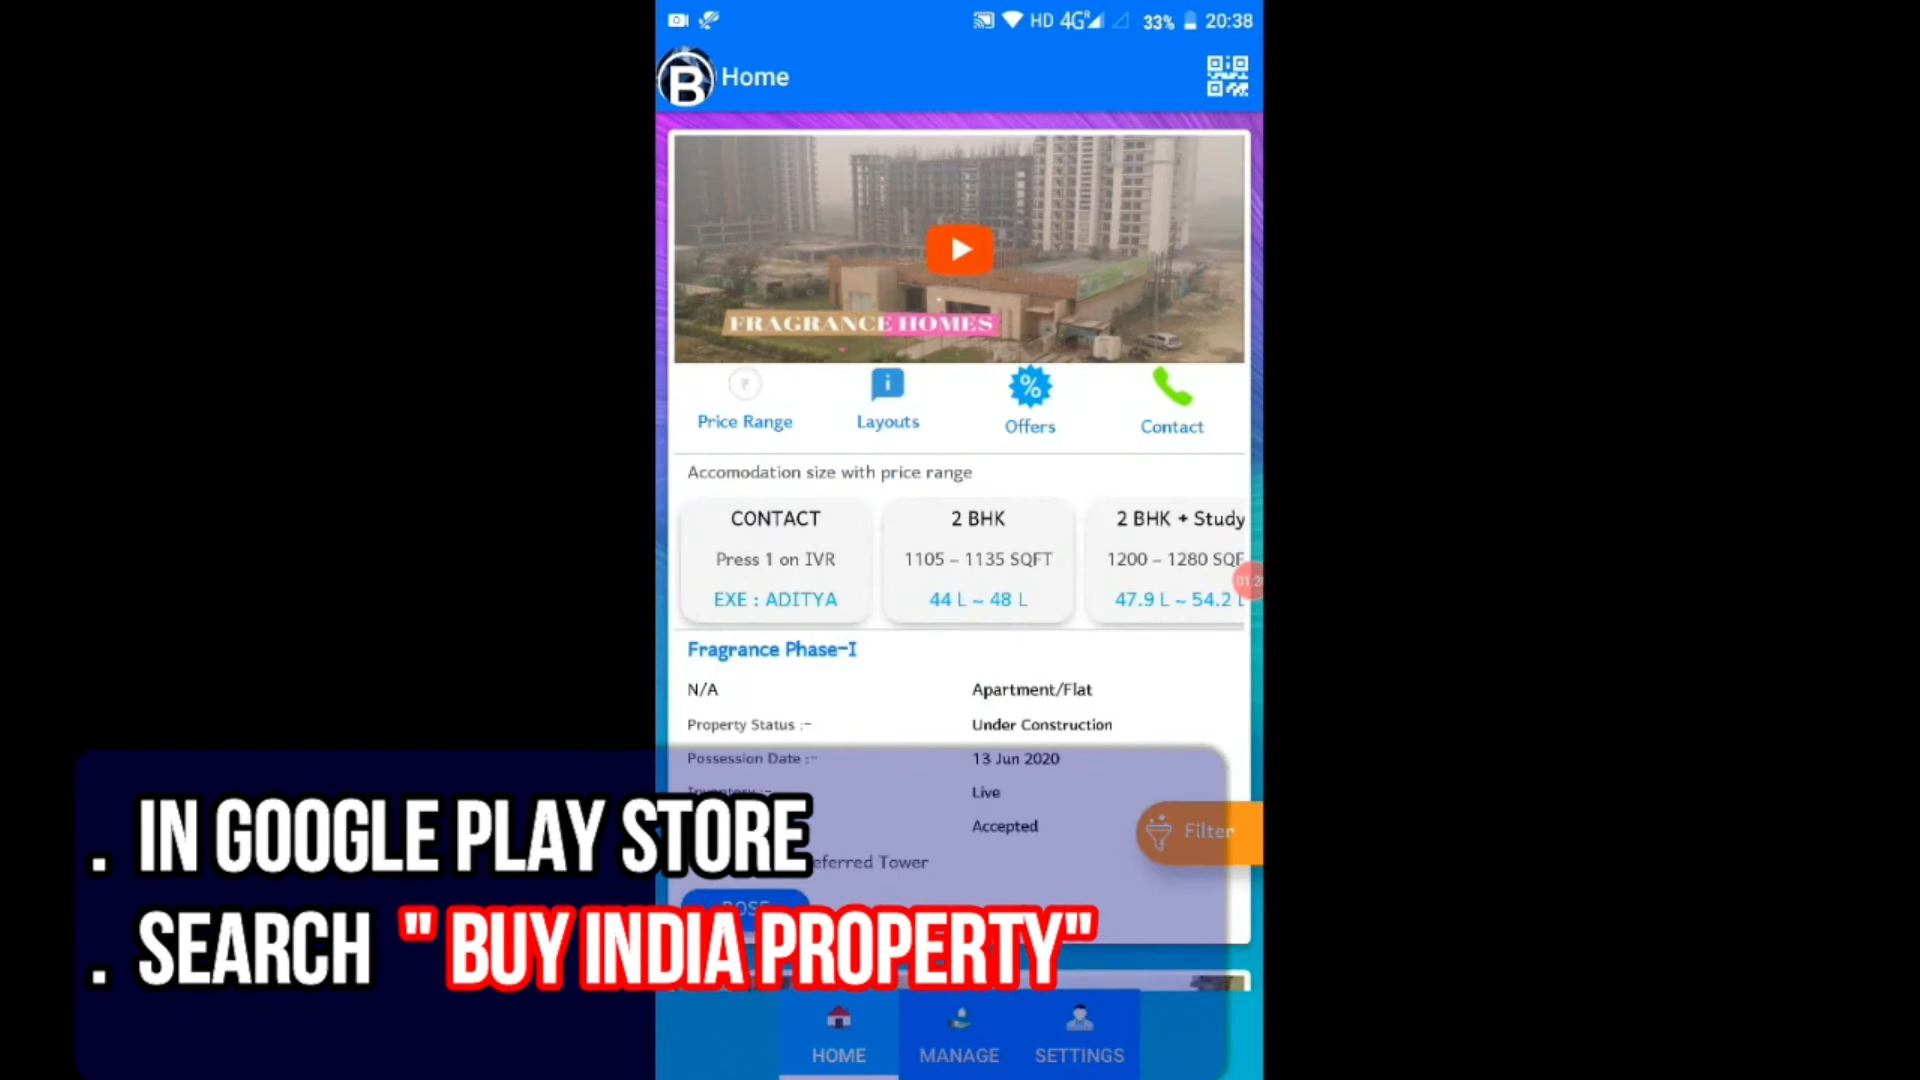 HD 4G R 33% 20:38
B Home
FRAGRANCE HOMES
Price Range Layouts Offers Contact
Accomodation size with price range
CONTACT 2 BHK 2 BHK + Study
Press 1 on IVR 1105 – 1135 SQFT 1200 – 1280 SQF
EXE : ADITYA 44 L ~ 48 L 47.9 L ~ 54.2 L
Fragrance Phase-I
N/A Apartment/Flat
Property Status :- Under Construction
Possession Date :- 13 Jun 2020
Inventory :- Live
Accepted
Filter
eferred Tower
. IN GOOGLE PLAY STORE
. SEARCH " BUY INDIA PROPERTY"
HOME MANAGE SETTINGS